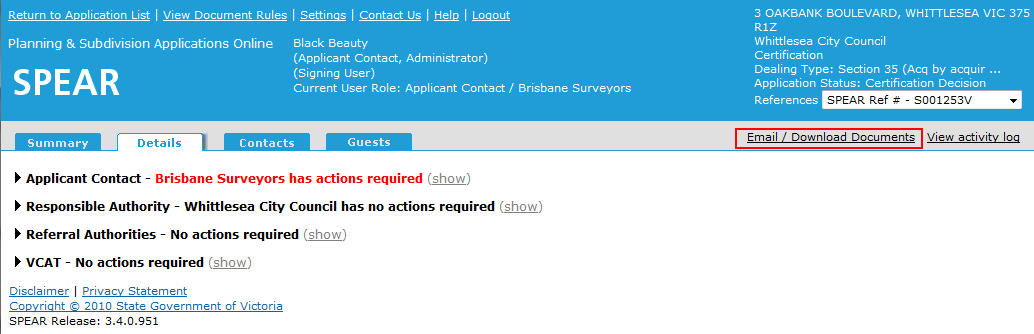 Return to Application List | View Document Rules | Settings | Contact Us | Help | Logout
Planning & Subdivision Applications Online
SPEAR
Black Beauty
(Applicant Contact, Administrator)
(Signing User)
Current User Role: Applicant Contact / Brisbane Surveyors
3 OAKBANK BOULEVARD, WHITTLESEA VIC 375
R1Z
Whittlesea City Council
Certification
Dealing Type: Section 35 (Acq by acquir ...
Application Status: Certification Decision
References SPEAR Ref # - S001253V
Summary Details Contacts Guests Email / Download Documents View activity log
Applicant Contact - Brisbane Surveyors has actions required (show)
Responsible Authority - Whittlesea City Council has no actions required (show)
Referral Authorities - No actions required (show)
VCAT - No actions required (show)
Disclaimer | Privacy Statement
Copyright © 2010 State Government of Victoria
SPEAR Release: 3.4.0.951